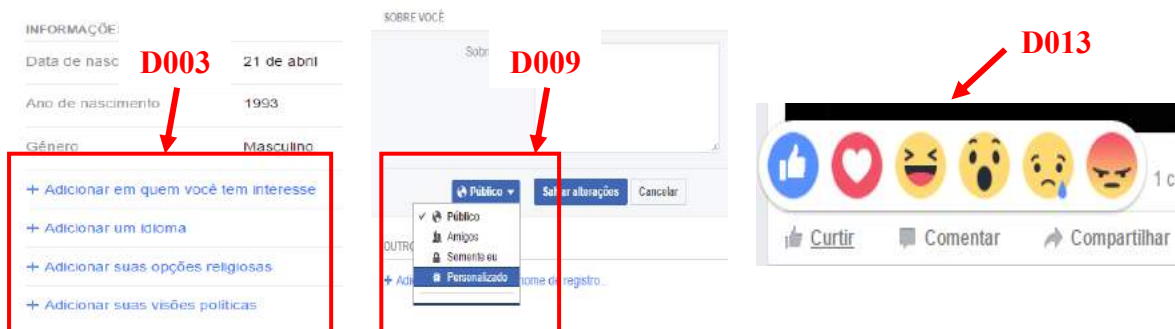 INFORMAÇÕE
Data de nasc
D003
21 de abril
Ano de nascimento
1993
Gênero
Masculino
+ Adicionar em quem você tem interesse
+ Adicionar um idioma
+ Adicionar suas opções religiosas
+ Adicionar suas visões políticas
SOBRE VOCÊ
Sobr
D009
Público
Salvar alterações
Cancelar
✓ Público
Amigos
Somente eu
Personalizado
OUTRO
+ Adi
nome de registro...
D013
1 c
Curtir
Comentar
Compartilhar